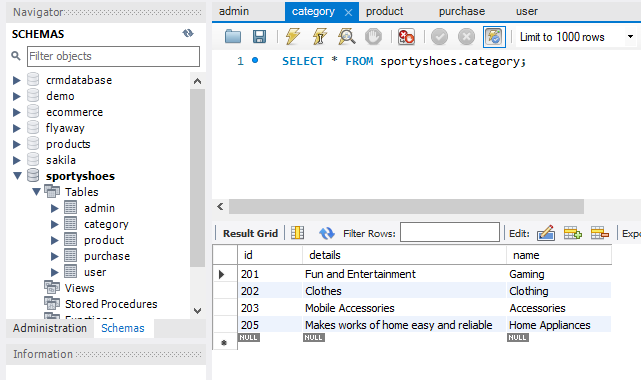 Navigator
SCHEMAS
Filter objects
crmdatabase
demo
ecommerce
flyaway
products
sakila
sportyshoes
Tables
admin
category
product
purchase
user
Views
Stored Procedures
Functions
Administration Schemas
Information
admin category product purchase user
Limit to 1000 rows
1 SELECT * FROM sportyshoes.category;
Result Grid Filter Rows: Edit: Expo
id details name
201 Fun and Entertainment Gaming
202 Clothes Clothing
203 Mobile Accessories Accessories
205 Makes works of home easy and reliable Home Appliances
NULL NULL NULL